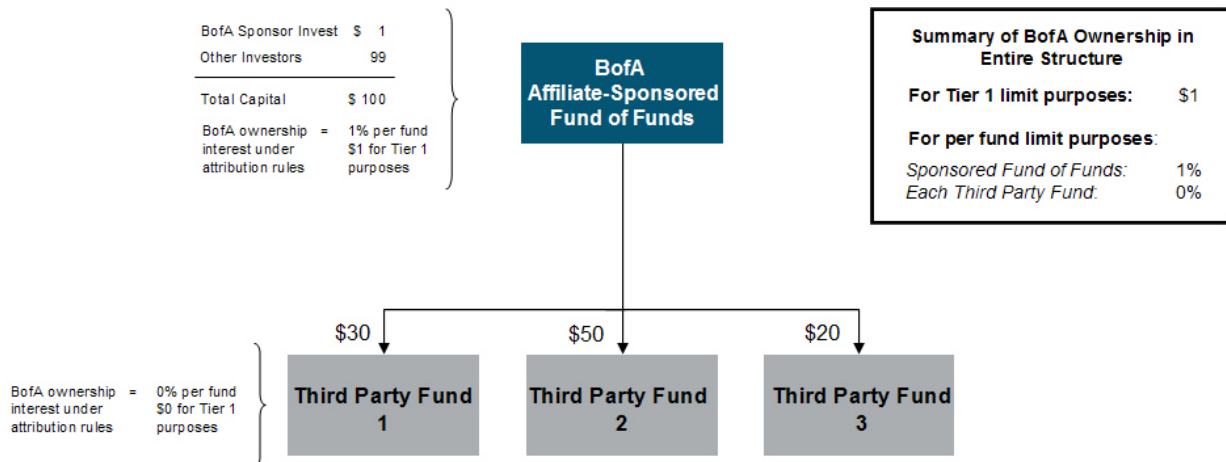 BofA Sponsor Invest $ 1
Other Investors 99
Total Capital $ 100
BofA ownership = 1% per fund
interest under $1 for Tier 1
attribution rules purposes
BofA
Affiliate-Sponsored
Fund of Funds
Summary of BofA Ownership in
Entire Structure
For Tier 1 limit purposes: $1
For per fund limit purposes:
Sponsored Fund of Funds: 1%
Each Third Party Fund: 0%
$30
$50
$20
BofA ownership = 0% per fund
interest under $0 for Tier 1
attribution rules purposes
Third Party Fund
1
Third Party Fund
2
Third Party Fund
3